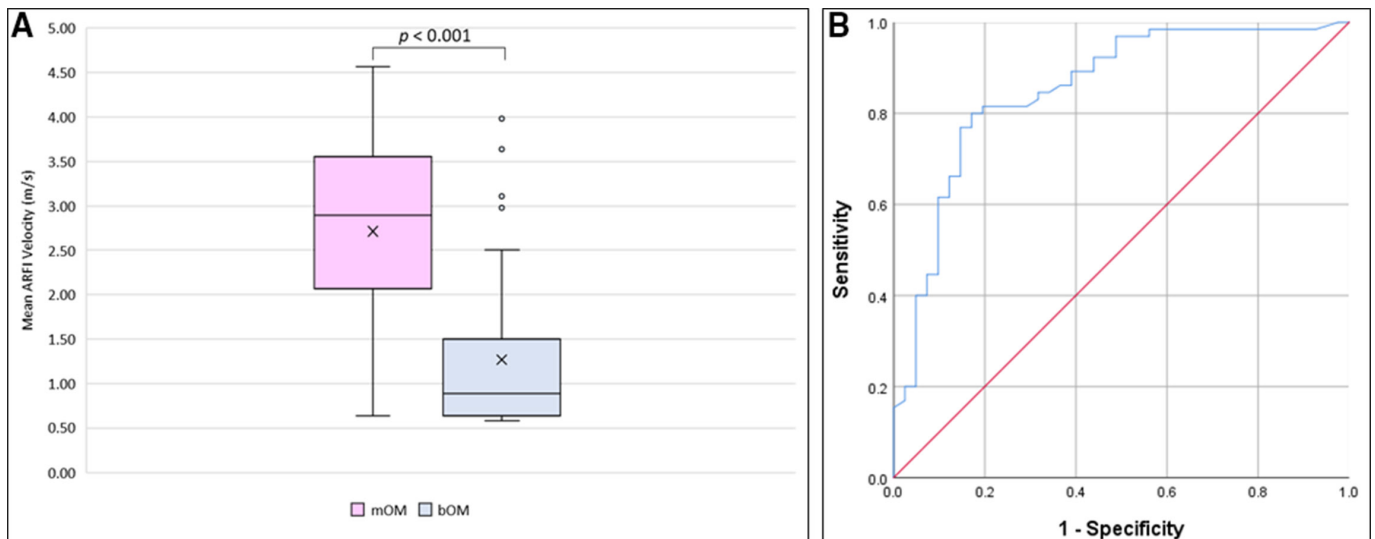 A
p < 0.001
Mean ARFI Velocity (m/s)
5.00
4.50
4.00
3.50
3.00
2.50
2.00
1.50
1.00
0.50
0.00
mOM bOM
B
Sensitivity
1.0
0.8
0.6
0.4
0.2
0.0
0.0 0.2 0.4 0.6 0.8 1.0
1 - Specificity